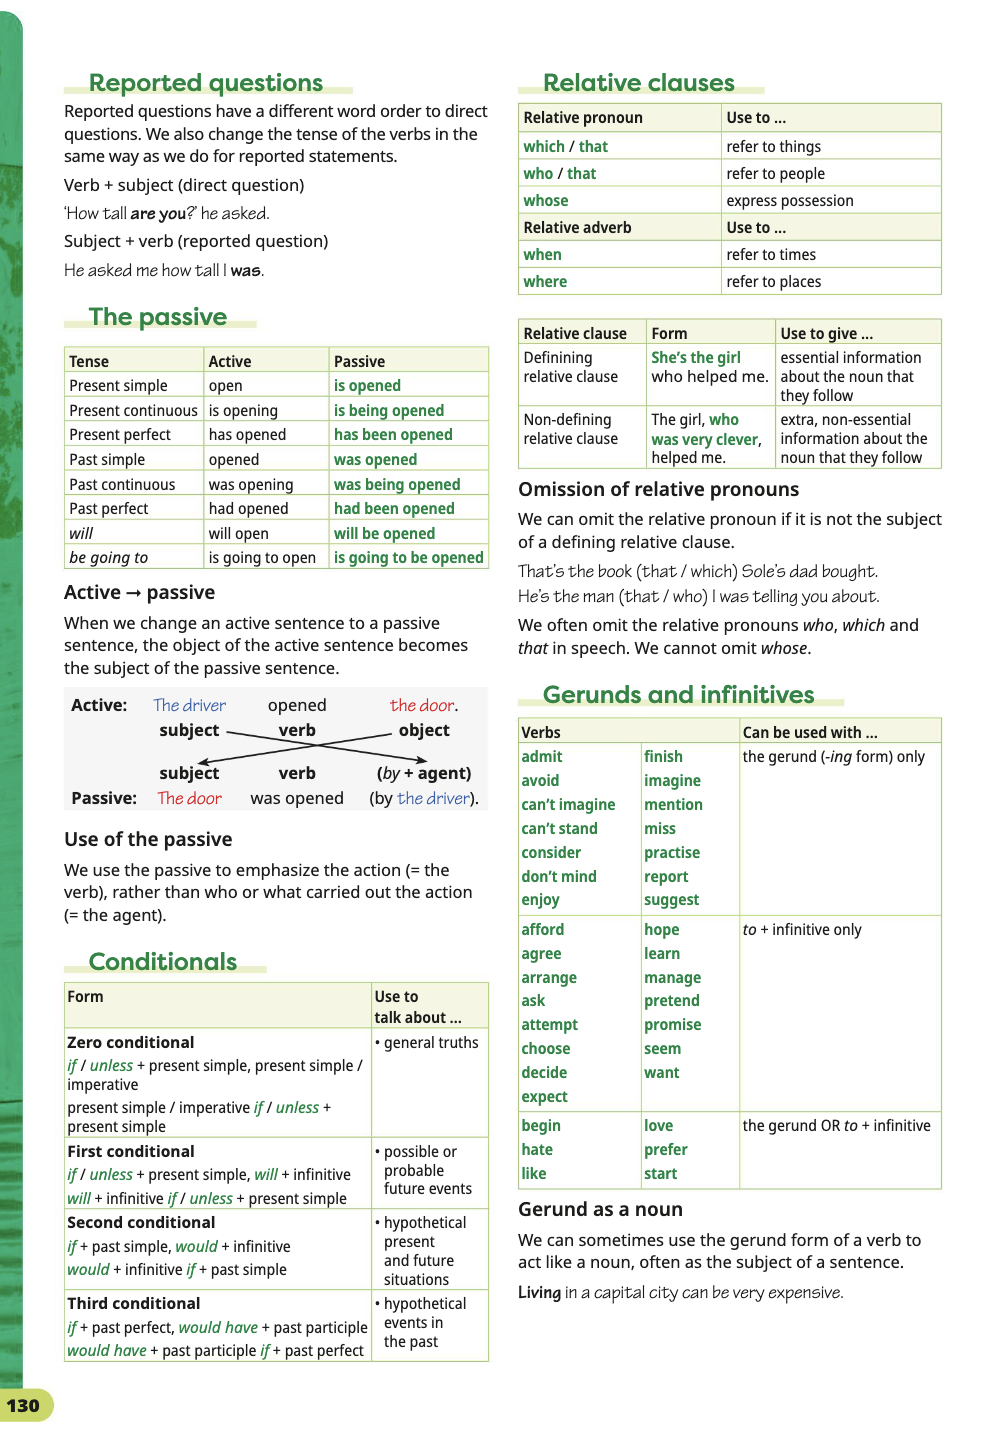 Reported questions
Reported questions have a different word order to direct
questions. We also change the tense of the verbs in the
same way as we do for reported statements.
Verb + subject (direct question)
‘How tall are you?’ he asked.
Subject + verb (reported question)
He asked me how tall I was.
The passive
Tense Active Passive
Present simple open is opened
Present continuous is opening is being opened
Present perfect has opened has been opened
Past simple opened was opened
Past continuous was opening was being opened
Past perfect had opened had been opened
will will open will be opened
be going to is going to open is going to be opened
Active → passive
When we change an active sentence to a passive
sentence, the object of the active sentence becomes
the subject of the passive sentence.
Active: The driver opened the door.
subject verb object
subject verb (by + agent)
Passive: The door was opened (by the driver).
Use of the passive
We use the passive to emphasize the action (= the
verb), rather than who or what carried out the action
(= the agent).
Conditionals
Form Use to
talk about ...
Zero conditional • general truths
if / unless + present simple, present simple /
imperative
present simple / imperative if / unless +
present simple
First conditional • possible or
if / unless + present simple, will + infinitive probable
will + infinitive if / unless + present simple future events
Second conditional • hypothetical
if + past simple, would + infinitive present
would + infinitive if + past simple and future
situations
Third conditional • hypothetical
if + past perfect, would have + past participle events in
would have + past participle if + past perfect the past
130
Relative clauses
Relative pronoun Use to ...
which / that refer to things
who / that refer to people
whose express possession
Relative adverb Use to ...
when refer to times
where refer to places
Relative clause Form Use to give ...
Definining She’s the girl essential information
relative clause who helped me. about the noun that
they follow
Non-defining The girl, who extra, non-essential
relative clause was very clever, information about the
helped me. noun that they follow
Omission of relative pronouns
We can omit the relative pronoun if it is not the subject
of a defining relative clause.
That’s the book (that / which) Sole’s dad bought.
He’s the man (that / who) I was telling you about.
We often omit the relative pronouns who, which and
that in speech. We cannot omit whose.
Gerunds and infinitives
Verbs Can be used with ...
admit finish the gerund (-ing form) only
avoid imagine
can’t imagine mention
can’t stand miss
consider practise
don’t mind report
enjoy suggest
afford hope to + infinitive only
agree learn
arrange manage
ask pretend
attempt promise
choose seem
decide want
expect
begin love the gerund OR to + infinitive
hate prefer
like start
Gerund as a noun
We can sometimes use the gerund form of a verb to
act like a noun, often as the subject of a sentence.
Living in a capital city can be very expensive.